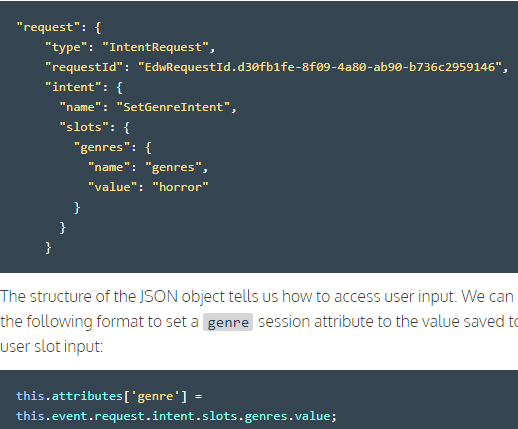 "request": {
"type": "IntentRequest",
"requestId": "EdwRequestId.d30fb1fe-8f09-4a80-ab90-b736c2959146",
"intent": {
"name": "SetGenreIntent",
"slots": {
"genres": {
"name": "genres",
"value": "horror"
}
}
}
The structure of the JSON object tells us how to access user input. We can
the following format to set a genre session attribute to the value saved to
user slot input:
this.attributes['genre'] =
this.event.request.intent.slots.genres.value;